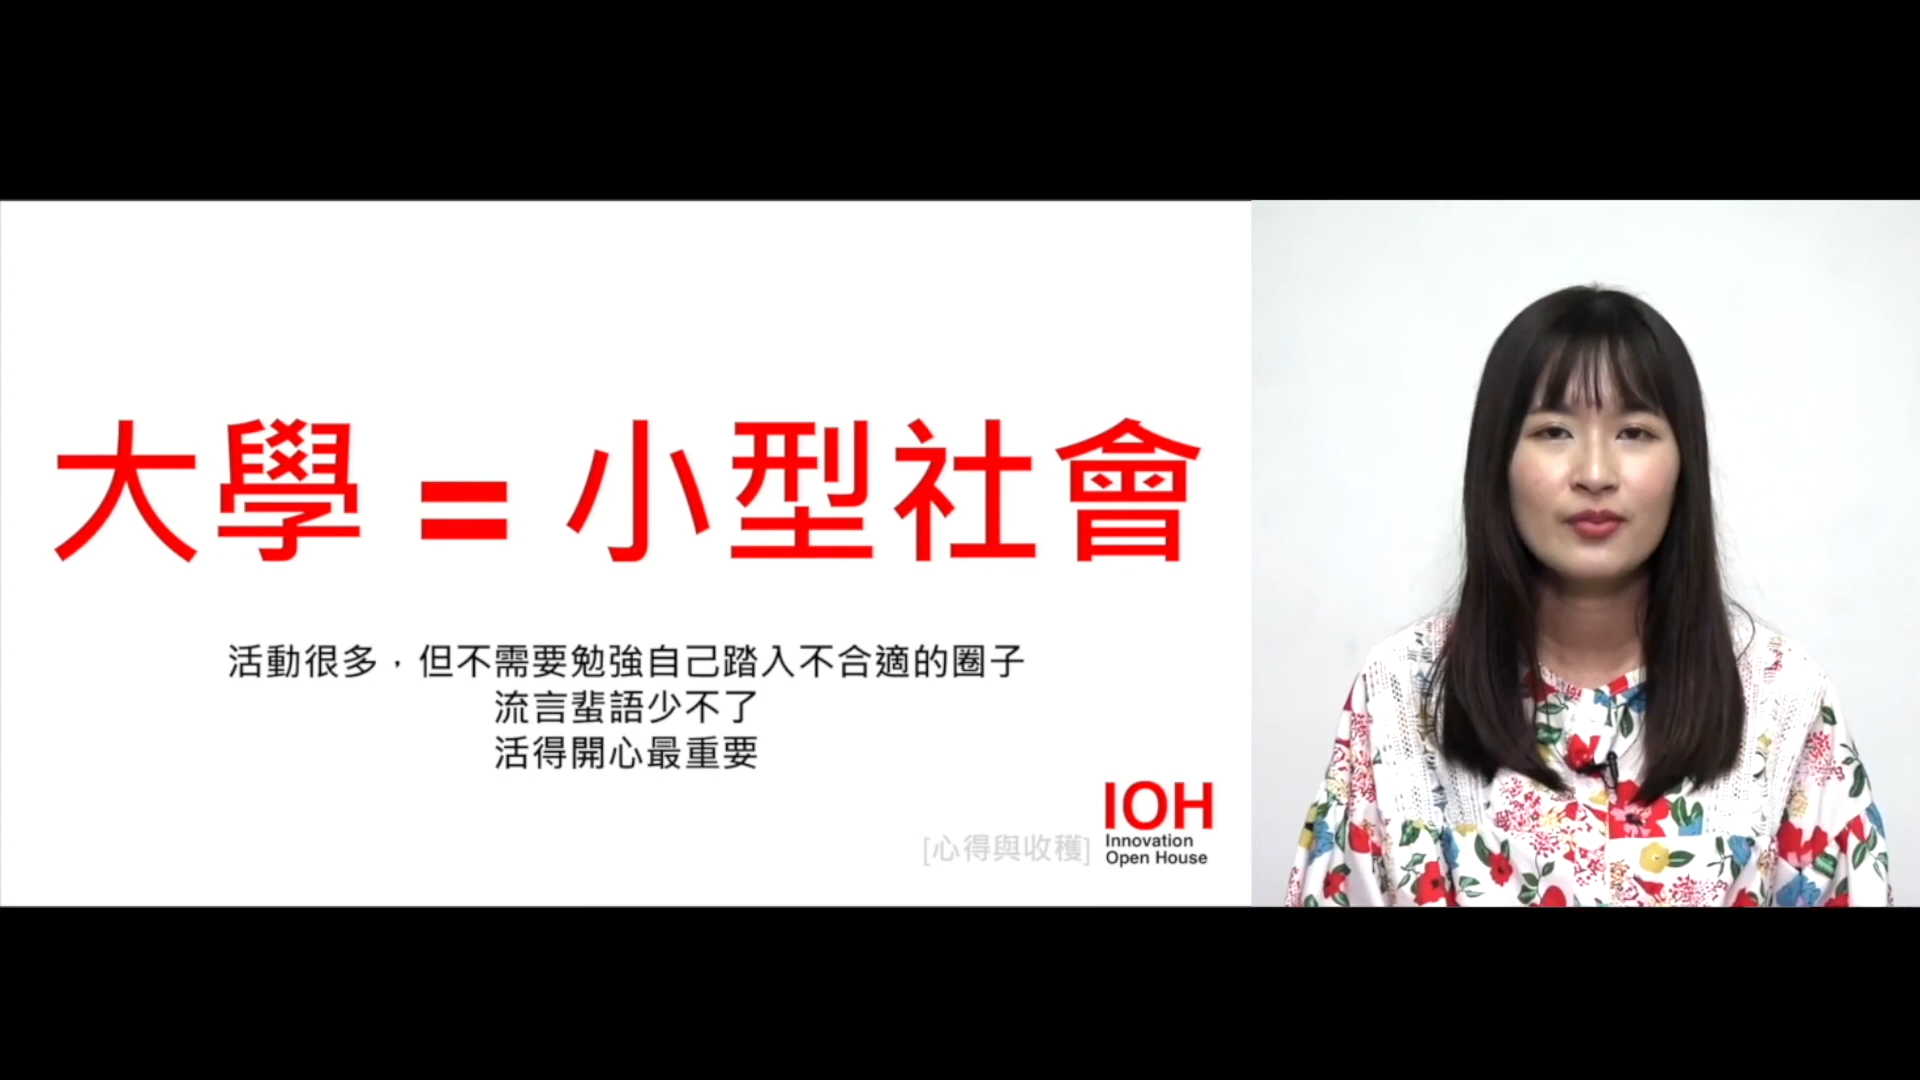 大學 = 小型社會
活動很多，但不需要勉強自己踏入不合適的圈子
流言蜚語少不了
活得開心最重要
[心得與收穫]
IOH
Innovation
Open House